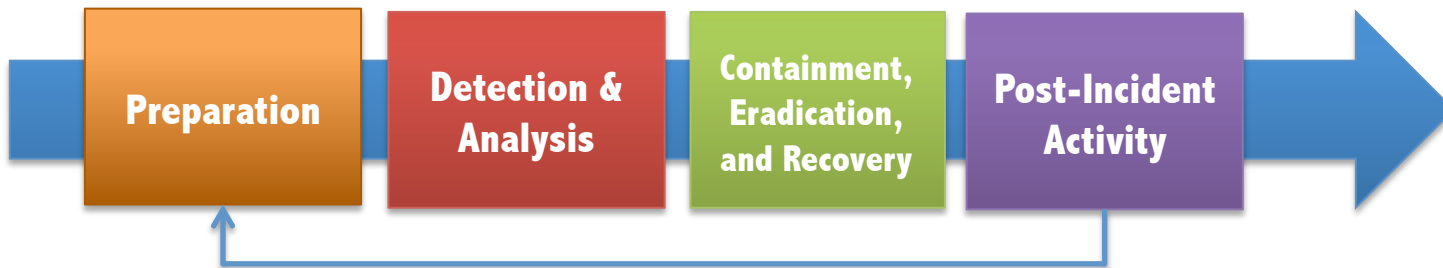 Preparation
Detection &
Analysis
Containment,
Eradication,
and Recovery
Post-Incident
Activity